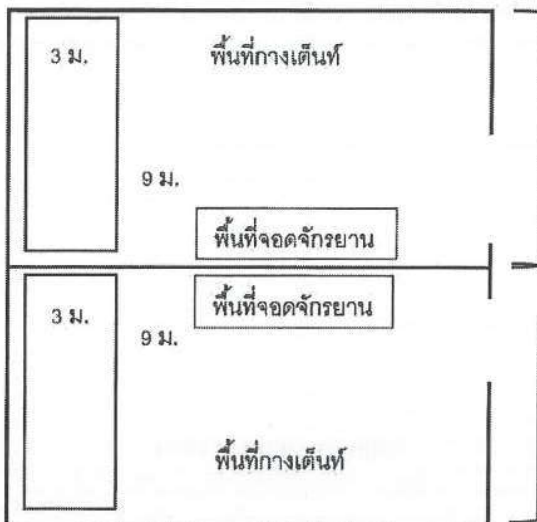 3 ม.
พื้นที่กางเต็นท์
9 ม.
พื้นที่จอดจักรยาน
พื้นที่จอดจักรยาน
3 ม.
9 ม.
พื้นที่กางเต็นท์